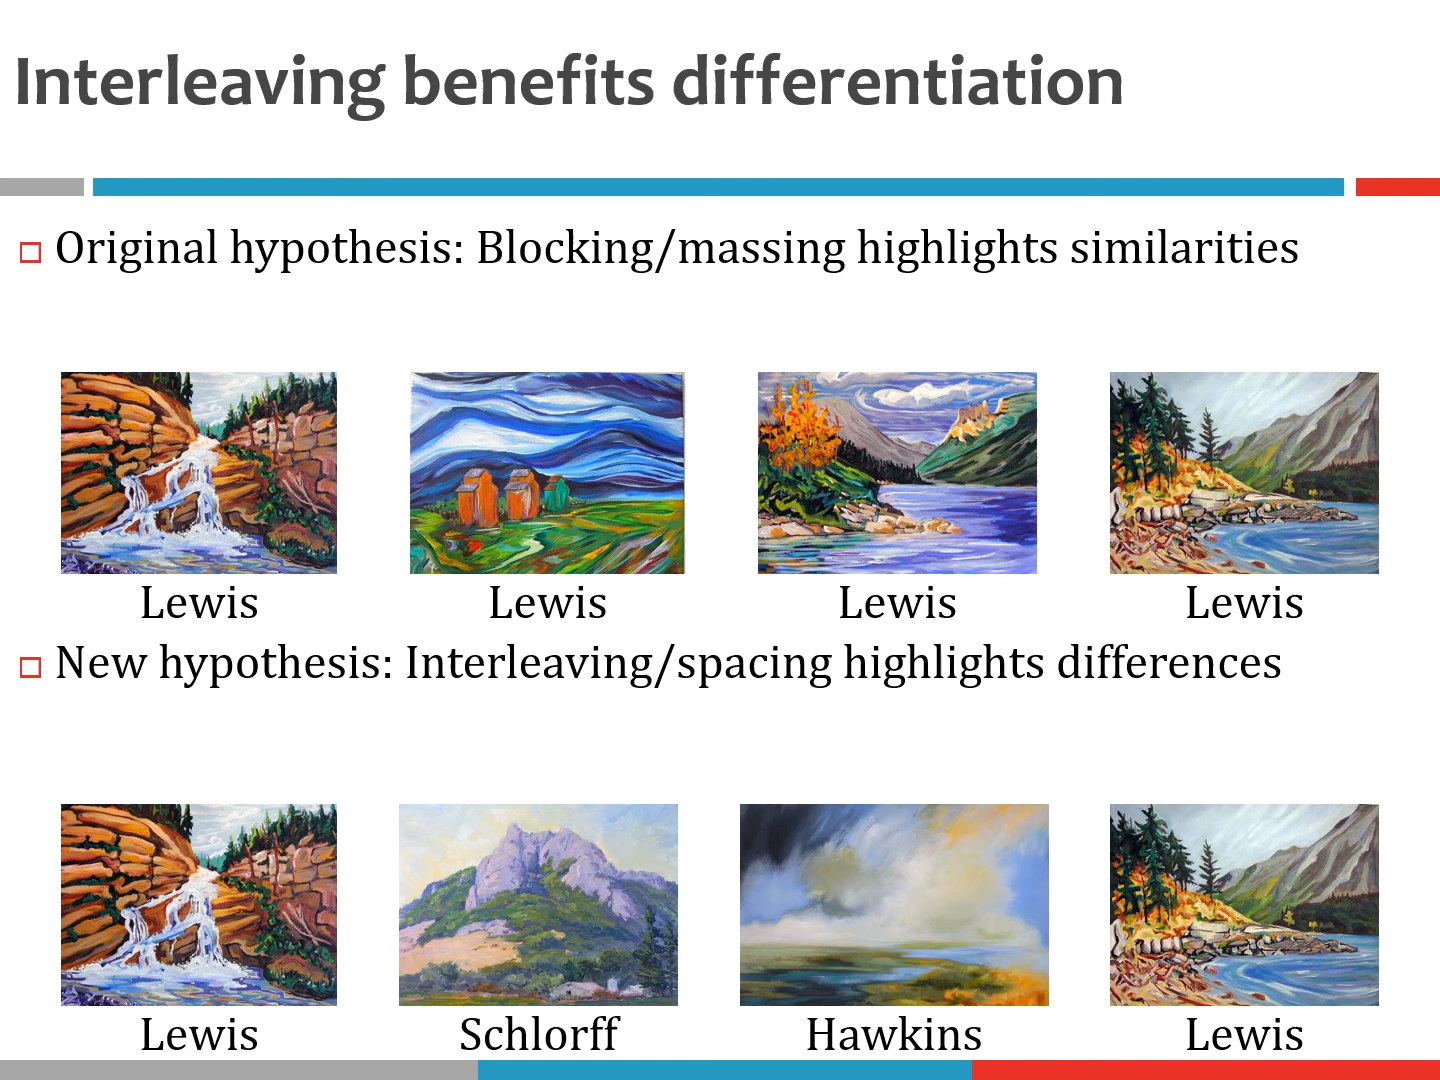 Interleaving benefits differentiation
Original hypothesis: Blocking/massing highlights similarities
Lewis Lewis Lewis Lewis
New hypothesis: Interleaving/spacing highlights differences
Lewis Schlorff Hawkins Lewis